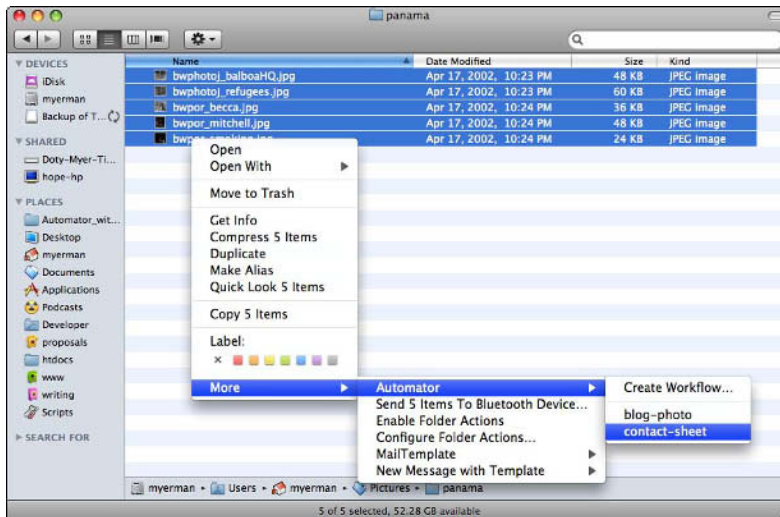 panama
Name Date Modified Size Kind
bwphotoj_balboaHQ.jpg Apr 17, 2002, 10:23 PM 48 KB JPEG image
bwphotoj_refugees.jpg Apr 17, 2002, 10:23 PM 60 KB JPEG image
bwpor_becca.jpg Apr 17, 2002, 10:24 PM 36 KB JPEG image
bwpor_mitchell.jpg Apr 17, 2002, 10:24 PM 48 KB JPEG image
bwpor_smoking.jpg Apr 17, 2002, 10:24 PM 24 KB JPEG image
DEVICES
iDisk
myerman
Backup of T...
SHARED
Doty-Myer-Ti...
hope-hp
PLACES
Automator_wit...
Desktop
myerman
Documents
Applications
Podcasts
Developer
proposals
htdocs
www
writing
Scripts
SEARCH FOR
Open
Open With
Move to Trash
Get Info
Compress 5 Items
Duplicate
Make Alias
Quick Look 5 Items
Copy 5 Items
Label:
×
More
Automator
Send 5 Items To Bluetooth Device...
Enable Folder Actions
Configure Folder Actions...
MailTemplate
New Message with Template
Create Workflow...
blog-photo
contact-sheet
myerman Users myerman Pictures panama
5 of 5 selected, 52.28 GB available